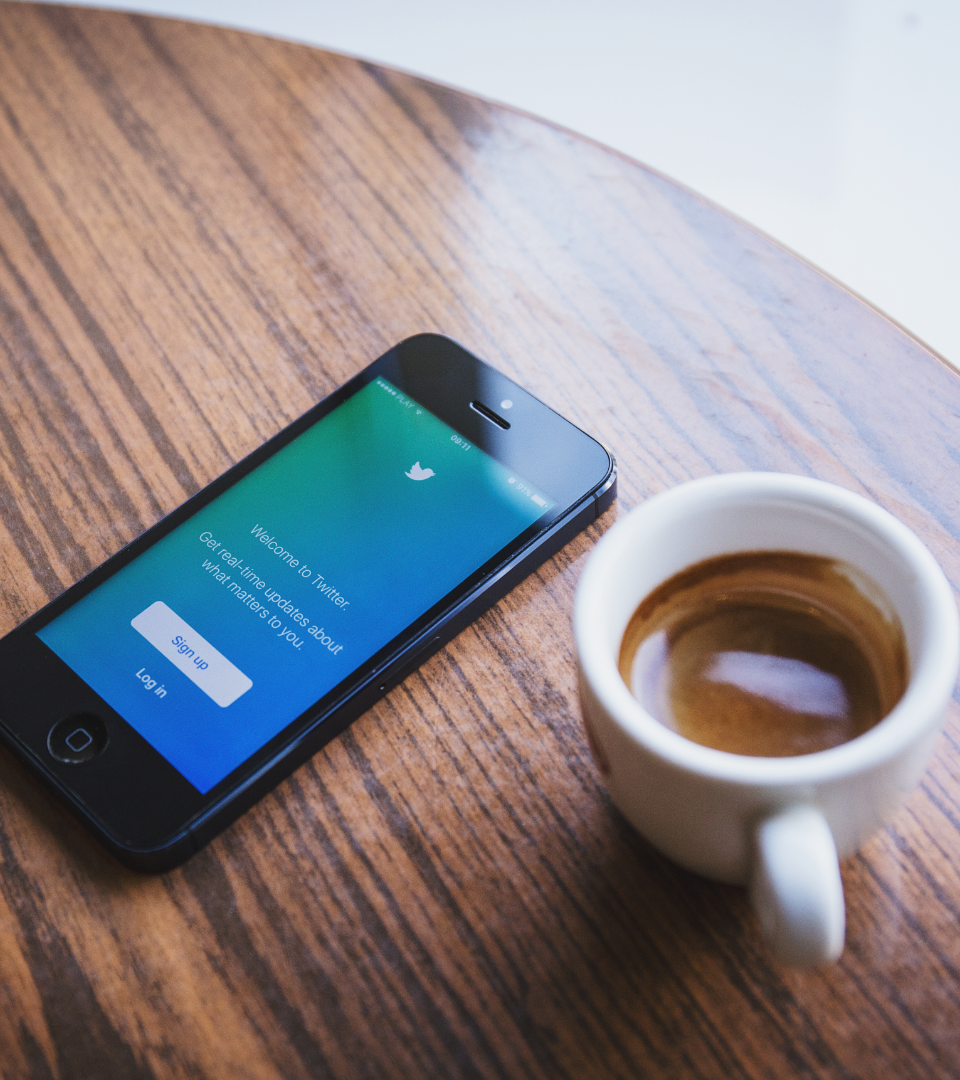 PLAY
09:11
91%
Welcome to Twitter.
Get real-time updates about
what matters to you.
Sign up
Log in